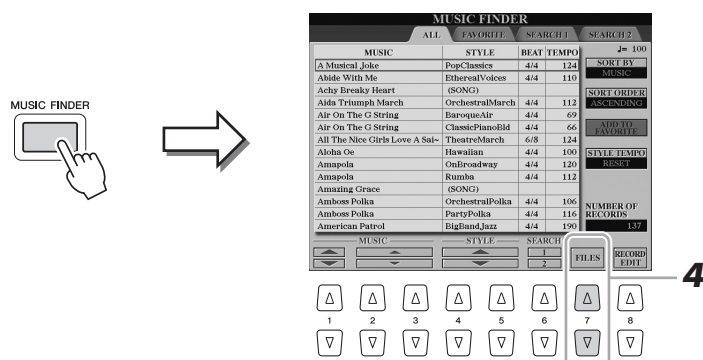 MUSIC FINDER
MUSIC FINDER
ALL FAVORITE SEARCH 1 SEARCH 2
MUSIC STYLE BEAT TEMPO
♩= 100
A Musical Joke PopClassics 4/4 124
Abide With Me EtherealVoices 4/4 110
Achy Breaky Heart (SONG)
Aida Triumph March OrchestralMarch 4/4 112
Air On The G String BaroqueAir 4/4 69
Air On The G String ClassicPianoBld 4/4 66
All The Nice Girls Love A Sai~ TheatreMarch 6/8 124
Aloha Oe Hawaiian 4/4 100
Amapola OnBroadway 4/4 120
Amapola Rumba 4/4 112
Amazing Grace (SONG)
Amboss Polka OrchestralPolka 4/4 106
Amboss Polka PartyPolka 4/4 116
American Patrol BigBandJazz 4/4 190
SORT BY
MUSIC
SORT ORDER
ASCENDING
ADD TO
FAVORITE
STYLE TEMPO
RESET
NUMBER OF
RECORDS
137
MUSIC STYLE SEARCH
1
2
FILES
RECORD
EDIT
4
1 2 3 4 5 6 7 8